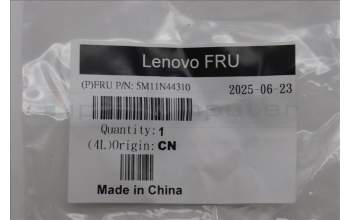 Lenovo FRU
(P)FRU P/N: 5M11N44310
2025-06-23
Quantity:1
(4L)Origin: CN
Made in China